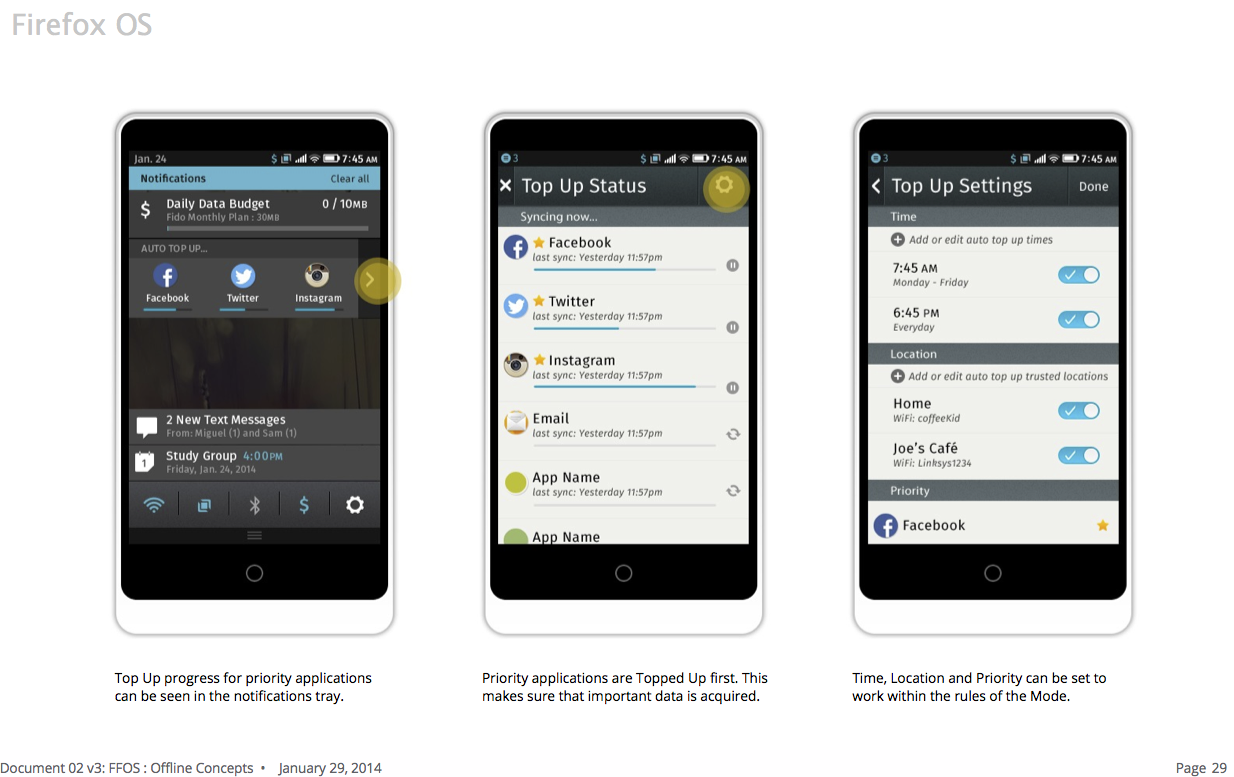 Firefox OS
Jan. 24
$ 7:45 AM
Notifications Clear all
$ Daily Data Budget 0 / 10MB
Fido Monthly Plan : 30MB
AUTO TOP UP...
Facebook Twitter Instagram
2 New Text Messages
From: Miguel (1) and Sam (1)
1 Study Group 4:00PM
Friday, Jan. 24, 2014
$
3 $ 7:45 AM
Top Up Status
Syncing now...
Facebook
last sync: Yesterday 11:57pm
Twitter
last sync: Yesterday 11:57pm
Instagram
last sync: Yesterday 11:57pm
Email
last sync: Yesterday 11:57pm
App Name
last sync: Yesterday 11:57pm
App Name
3 $ 7:45 AM
Top Up Settings Done
Time
Add or edit auto top up times
7:45 AM
Monday - Friday
6:45 PM
Everyday
Location
Add or edit auto top up trusted locations
Home
WiFi: coffeeKid
Joe's Café
WiFi: Linksys1234
Priority
Facebook
Top Up progress for priority applications
can be seen in the notifications tray.
Priority applications are Topped Up first. This
makes sure that important data is acquired.
Time, Location and Priority can be set to
work within the rules of the Mode.
Document 02 v3: FFOS : Offline Concepts • January 29, 2014
Page 29